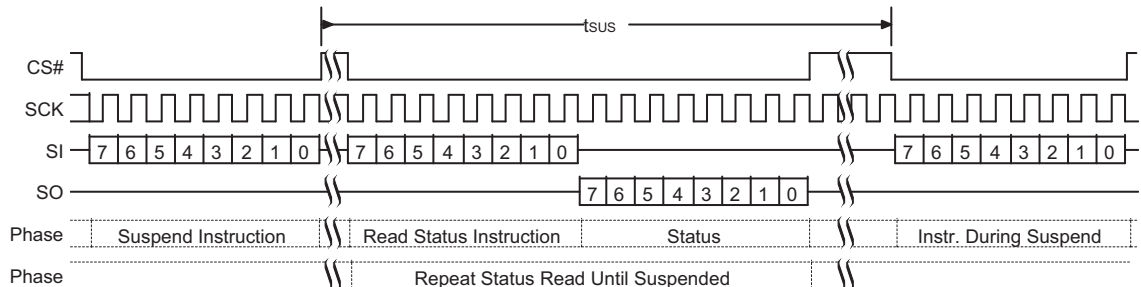 tsus
CS#
SCK
SI 7 6 5 4 3 2 1 0 7 6 5 4 3 2 1 0 7 6 5 4 3 2 1 0
SO 7 6 5 4 3 2 1 0
Phase Suspend Instruction Read Status Instruction Status Instr. During Suspend
Phase Repeat Status Read Until Suspended